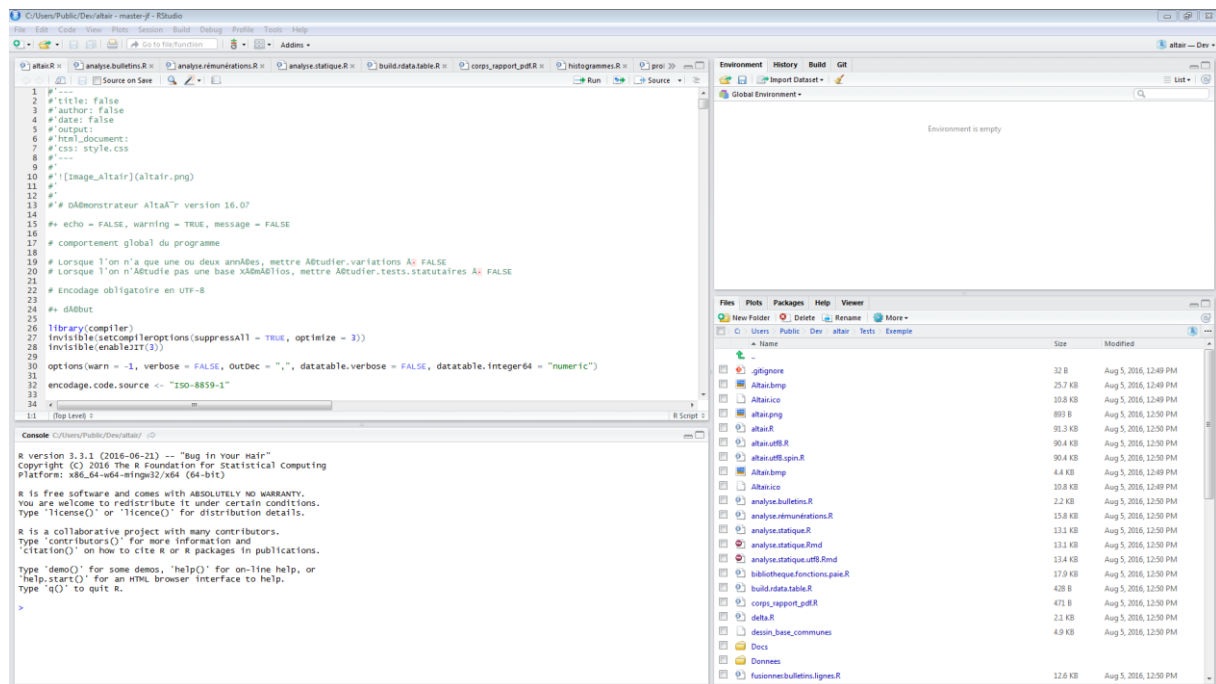 C:/Users/Public/Dev/altair - master-jf - RStudio
File Edit Code View Plots Session Build Debug Profile Tools Help
Go to file/function Addins altair — Dev
altair.R analyse.bulletins.R analyse.rémunérations.R analyse.statique.R build.rdata.table.R corps_rapport_pdf.R histogrammes.R
Source on Save Run Source
1 #'---
2 #'title: false
3 #'author: false
4 #'date: false
5 #'output:
6 #'html_document:
7 #'css: style.css
8 #'---
9 #'
10 #'![Image_Altair](altair.png)
11 #'
12 #'
13 #'# DÃ©monstrateur AltaÃ¯r version 16.07
14
15 #+ echo = FALSE, warning = TRUE, message = FALSE
16
17 # comportement global du programme
18
19 # Lorsque l'on n'a que une ou deux annÃ©es, mettre Ã©tudier.variations Ã FALSE
20 # Lorsque l'on n'Ã©tudie pas une base XÃ©mÃ©lios, mettre Ã©tudier.tests.statutaires Ã FALSE
21
22 # Encodage obligatoire en UTF-8
23
24 #+ dÃ©but
25
26 library(compiler)
27 invisible(setCompilerOptions(suppressAll = TRUE, optimize = 3))
28 invisible(enableJIT(3))
29
30 options(warn = -1, verbose = FALSE, OutDec = ",", datatable.verbose = FALSE, datatable.integer64 = "numeric")
31
32 encodage.code.source <- "ISO-8859-1"
33
34
1:1 (Top Level) R Script
Console C:/Users/Public/Dev/altair/
R version 3.3.1 (2016-06-21) -- "Bug in Your Hair"
Copyright (C) 2016 The R Foundation for Statistical Computing
Platform: x86_64-w64-mingw32/x64 (64-bit)
R is free software and comes with ABSOLUTELY NO WARRANTY.
You are welcome to redistribute it under certain conditions.
Type 'license()' or 'licence()' for distribution details.
R is a collaborative project with many contributors.
Type 'contributors()' for more information and
'citation()' on how to cite R or R packages in publications.
Type 'demo()' for some demos, 'help()' for on-line help, or
'help.start()' for an HTML browser interface to help.
Type 'q()' to quit R.
>
Environment History Build Git
Import Dataset List
Global Environment
Environment is empty
Files Plots Packages Help Viewer
New Folder Delete Rename More
C: Users Public Dev altair Tests Exemple
Name Size Modified
..
.gitignore 32 B Aug 5, 2016, 12:49 PM
Altair.bmp 25.7 KB Aug 5, 2016, 12:49 PM
Altair.ico 10.8 KB Aug 5, 2016, 12:49 PM
altair.png 893 B Aug 5, 2016, 12:50 PM
altair.R 91.3 KB Aug 5, 2016, 12:50 PM
altair.utf8.R 90.4 KB Aug 5, 2016, 12:50 PM
altair.utf8.spin.R 90.4 KB Aug 5, 2016, 12:50 PM
Altaïr.bmp 4.4 KB Aug 5, 2016, 12:49 PM
Altaïr.ico 10.8 KB Aug 5, 2016, 12:49 PM
analyse.bulletins.R 2.2 KB Aug 5, 2016, 12:50 PM
analyse.rémunérations.R 15.8 KB Aug 5, 2016, 12:50 PM
analyse.statique.R 13.1 KB Aug 5, 2016, 12:50 PM
analyse.statique.Rmd 13.1 KB Aug 5, 2016, 12:50 PM
analyse.statique.utf8.Rmd 13.4 KB Aug 5, 2016, 12:50 PM
bibliotheque.fonctions.paie.R 17.9 KB Aug 5, 2016, 12:50 PM
build.rdata.table.R 428 B Aug 5, 2016, 12:50 PM
corps_rapport_pdf.R 471 B Aug 5, 2016, 12:50 PM
delta.R 2.1 KB Aug 5, 2016, 12:50 PM
dessin_base_communes 4.9 KB Aug 5, 2016, 12:50 PM
Docs
Donnees
fusionner.bulletins.lignes.R 12.6 KB Aug 5, 2016, 12:50 PM